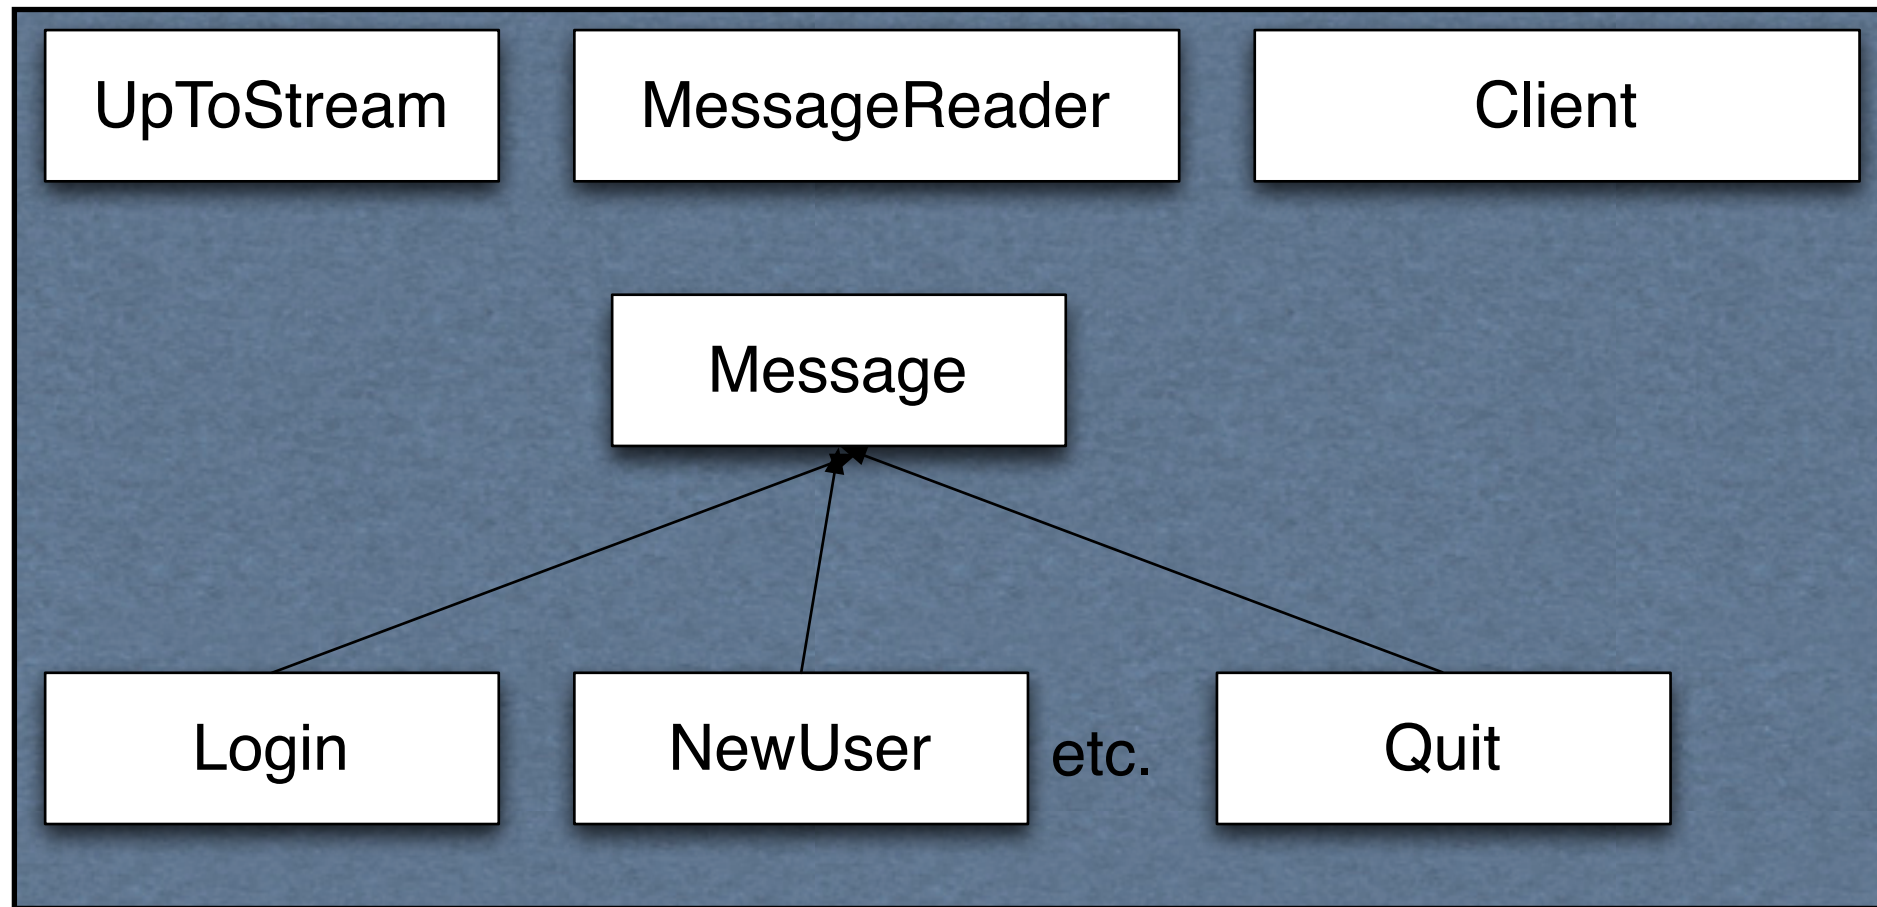 UpToStream
MessageReader
Client
Message
Login
NewUser
etc.
Quit